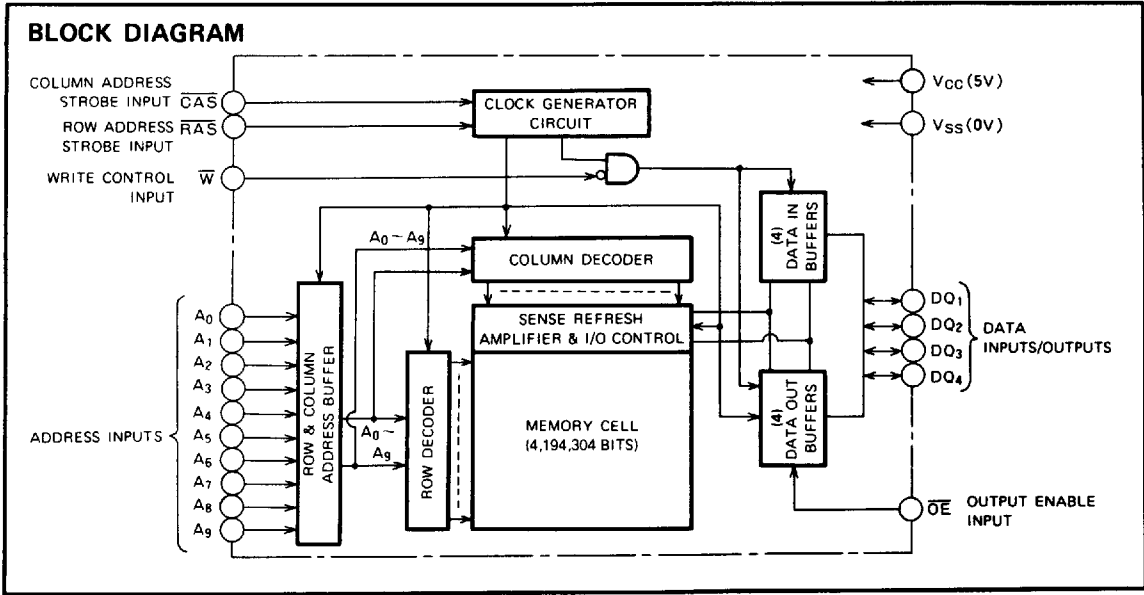 BLOCK DIAGRAM
COLUMN ADDRESS
STROBE INPUT C̅A̅S̅
ROW ADDRESS R̅A̅S̅
STROBE INPUT
WRITE CONTROL W̅
INPUT
CLOCK GENERATOR
CIRCUIT
VCC (5V)
VSS (0V)
A0~A9
COLUMN DECODER
(4)
DATA IN
BUFFERS
SENSE REFRESH
AMPLIFIER & I/O CONTROL
ADDRESS INPUTS
A0
A1
A2
A3
A4
A5
A6
A7
A8
A9
ROW & COLUMN
ADDRESS BUFFER
A0~
A9
ROW DECODER
MEMORY CELL
(4,194,304 BITS)
(4)
DATA OUT
BUFFERS
DQ1
DQ2
DQ3
DQ4
DATA
INPUTS/OUTPUTS
O̅E̅ OUTPUT ENABLE
INPUT